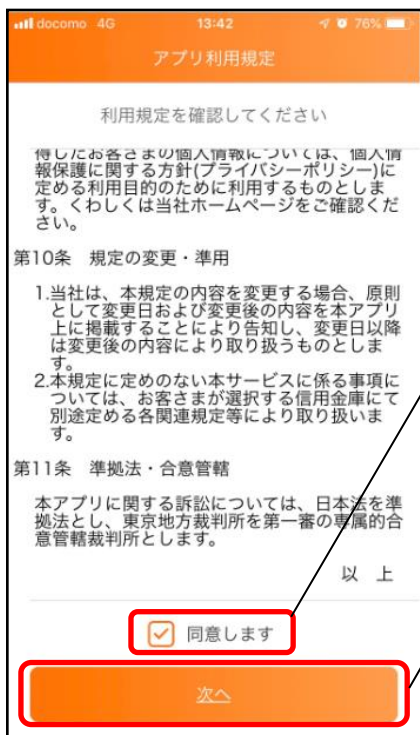 docomo 4G 13:42 76%
アプリ利用規定
利用規定を確認してください
得したお客さまの個人情報については、個人情
報保護に関する方針(プライバシーポリシー)に
定める利用目的のために利用するものとしま
す。くわしくは当社ホームページをご確認くだ
さい。
第10条 規定の変更・準用
1.当社は、本規定の内容を変更する場合、原則
として変更日および変更後の内容を本アプリ
上に掲載することにより告知し、変更日以降
は変更後の内容により取り扱うものとしま
す。
2.本規定に定めのない本サービスに係る事項に
ついては、お客さまが選択する信用金庫にて
別途定める各関連規定等により取り扱いま
す。
第11条 準拠法・合意管轄
本アプリに関する訴訟については、日本法を準
拠法とし、東京地方裁判所を第一審の専属的合
意管轄裁判所とします。
以 上
同意します
次へ